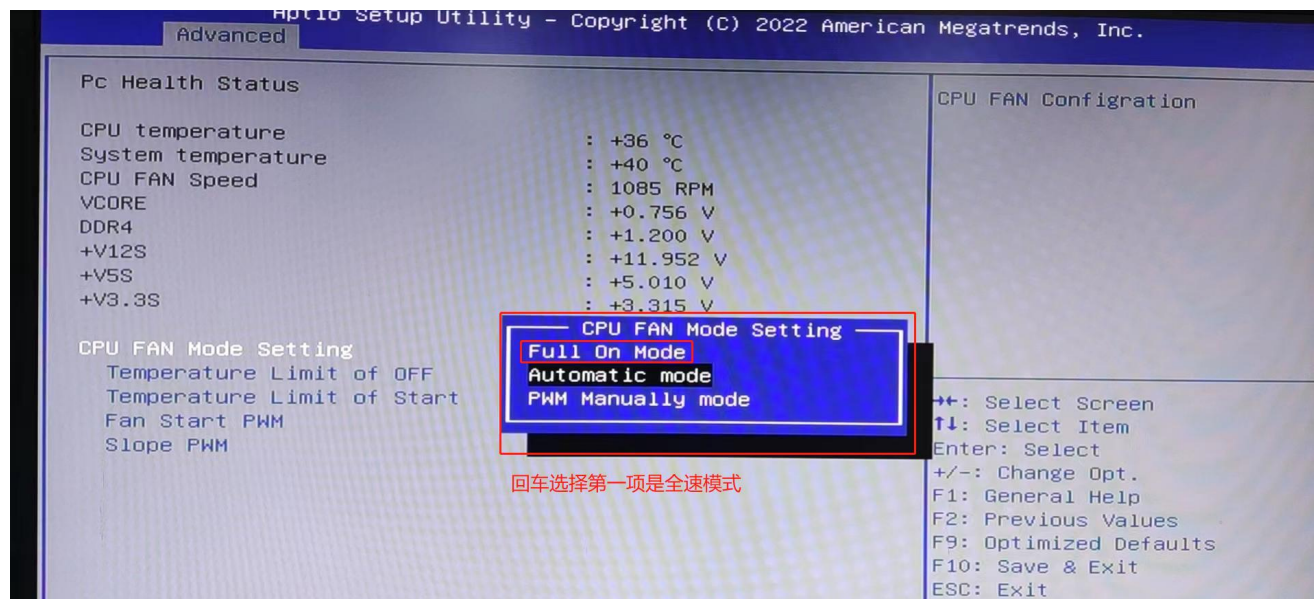 Aptio Setup Utility - Copyright (C) 2022 American Megatrends, Inc.
Advanced
Pc Health Status
CPU temperature : +36 °C
System temperature : +40 °C
CPU FAN Speed : 1085 RPM
VCORE : +0.756 V
DDR4 : +1.200 V
+V12S : +11.952 V
+V5S : +5.010 V
+V3.3S : +3.315 V
CPU FAN Mode Setting
Temperature Limit of OFF
Temperature Limit of Start
Fan Start PWM
Slope PWM
CPU FAN Mode Setting
Full On Mode
Automatic mode
PWM Manually mode
回车选择第一项是全速模式
CPU FAN Configration
→←: Select Screen
↑↓: Select Item
Enter: Select
+/-: Change Opt.
F1: General Help
F2: Previous Values
F9: Optimized Defaults
F10: Save & Exit
ESC: Exit